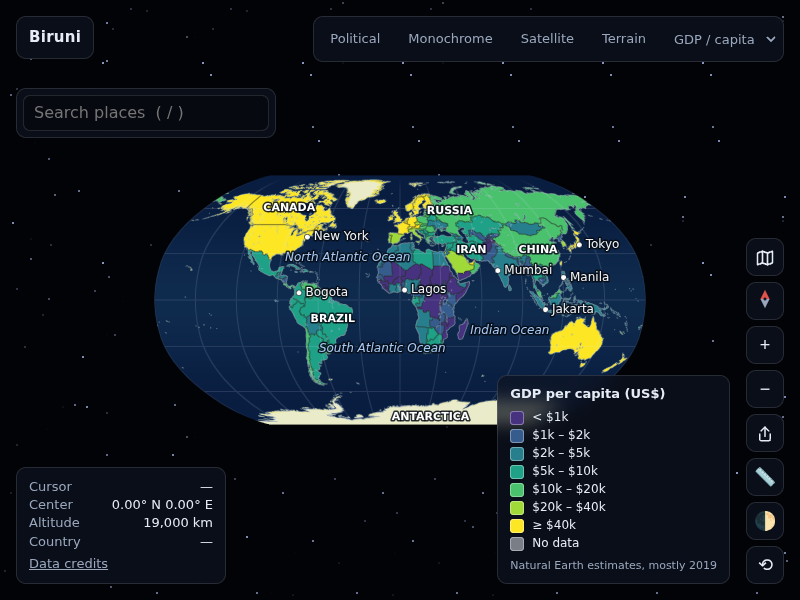 Biruni
Political Monochrome Satellite Terrain GDP / capita
Search places ( / )
CANADA
RUSSIA
New York
IRAN
CHINA
Tokyo
North Atlantic Ocean
Mumbai
Manila
Bogota
Lagos
Jakarta
BRAZIL
Indian Ocean
South Atlantic Ocean
ANTARCTICA
GDP per capita (US$)
< $1k
$1k – $2k
$2k – $5k
$5k – $10k
$10k – $20k
$20k – $40k
≥ $40k
No data
Natural Earth estimates, mostly 2019
Cursor —
Center 0.00° N 0.00° E
Altitude 19,000 km
Country —
Data credits
+
−